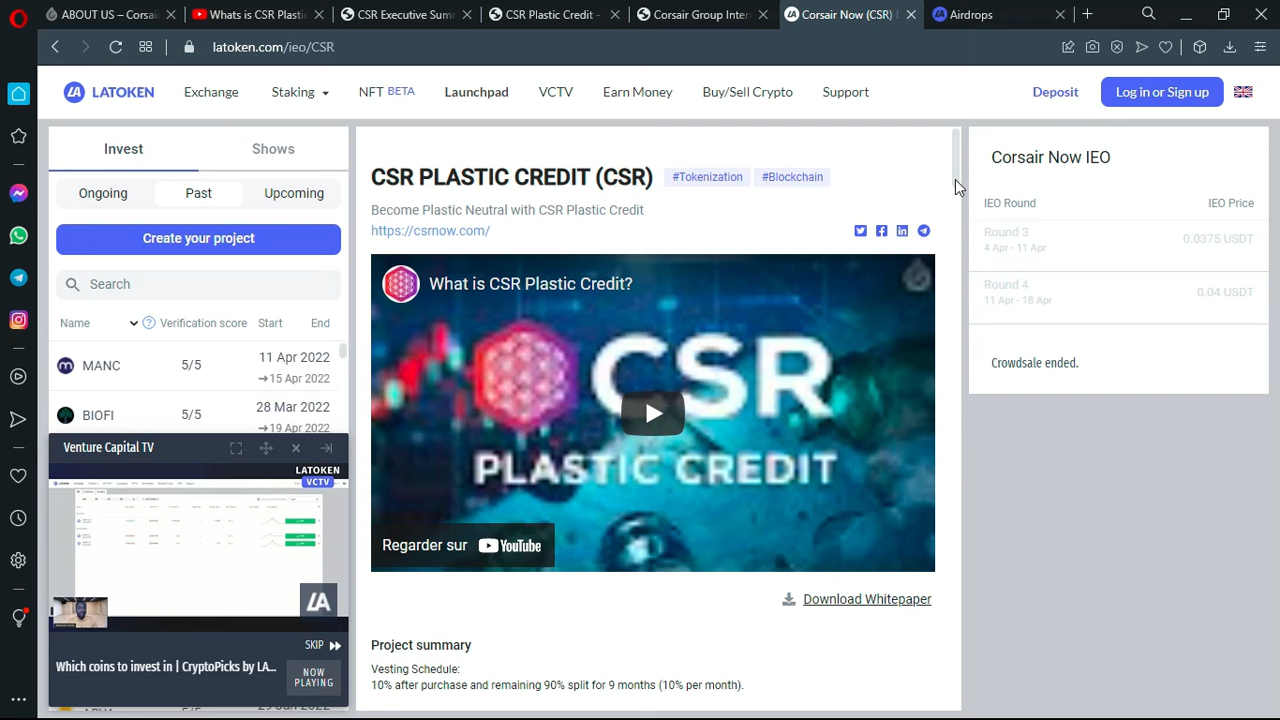 ABOUT US – Corsai
Whats is CSR Plastic
CSR Executive Sum
CSR Plastic Credit -
Corsair Group Inter
Corsair Now (CSR)
Airdrops
latoken.com/ieo/CSR
LATOKEN
Exchange
Staking
NFT BETA
Launchpad
VCTV
Earn Money
Buy/Sell Crypto
Support
Deposit
Log in or Sign up
Invest
Shows
Ongoing
Past
Upcoming
Create your project
Search
Name
Verification score
Start
End
MANC
5/5
11 Apr 2022
→15 Apr 2022
BIOFI
5/5
28 Mar 2022
→19 Apr 2022
Venture Capital TV
LATOKEN
VCTV
LA
SKIP
Which coins to invest in | CryptoPicks by LA...
NOW
PLAYING
CSR PLASTIC CREDIT (CSR)
#Tokenization
#Blockchain
Become Plastic Neutral with CSR Plastic Credit
https://csrnow.com/
What is CSR Plastic Credit?
CSR
PLASTIC CREDIT
Regarder sur YouTube
Download Whitepaper
Project summary
Vesting Schedule:
10% after purchase and remaining 90% split for 9 months (10% per month).
Corsair Now IEO
IEO Round
IEO Price
Round 3
4 Apr - 11 Apr
0.0375 USDT
Round 4
11 Apr - 18 Apr
0.04 USDT
Crowdsale ended.